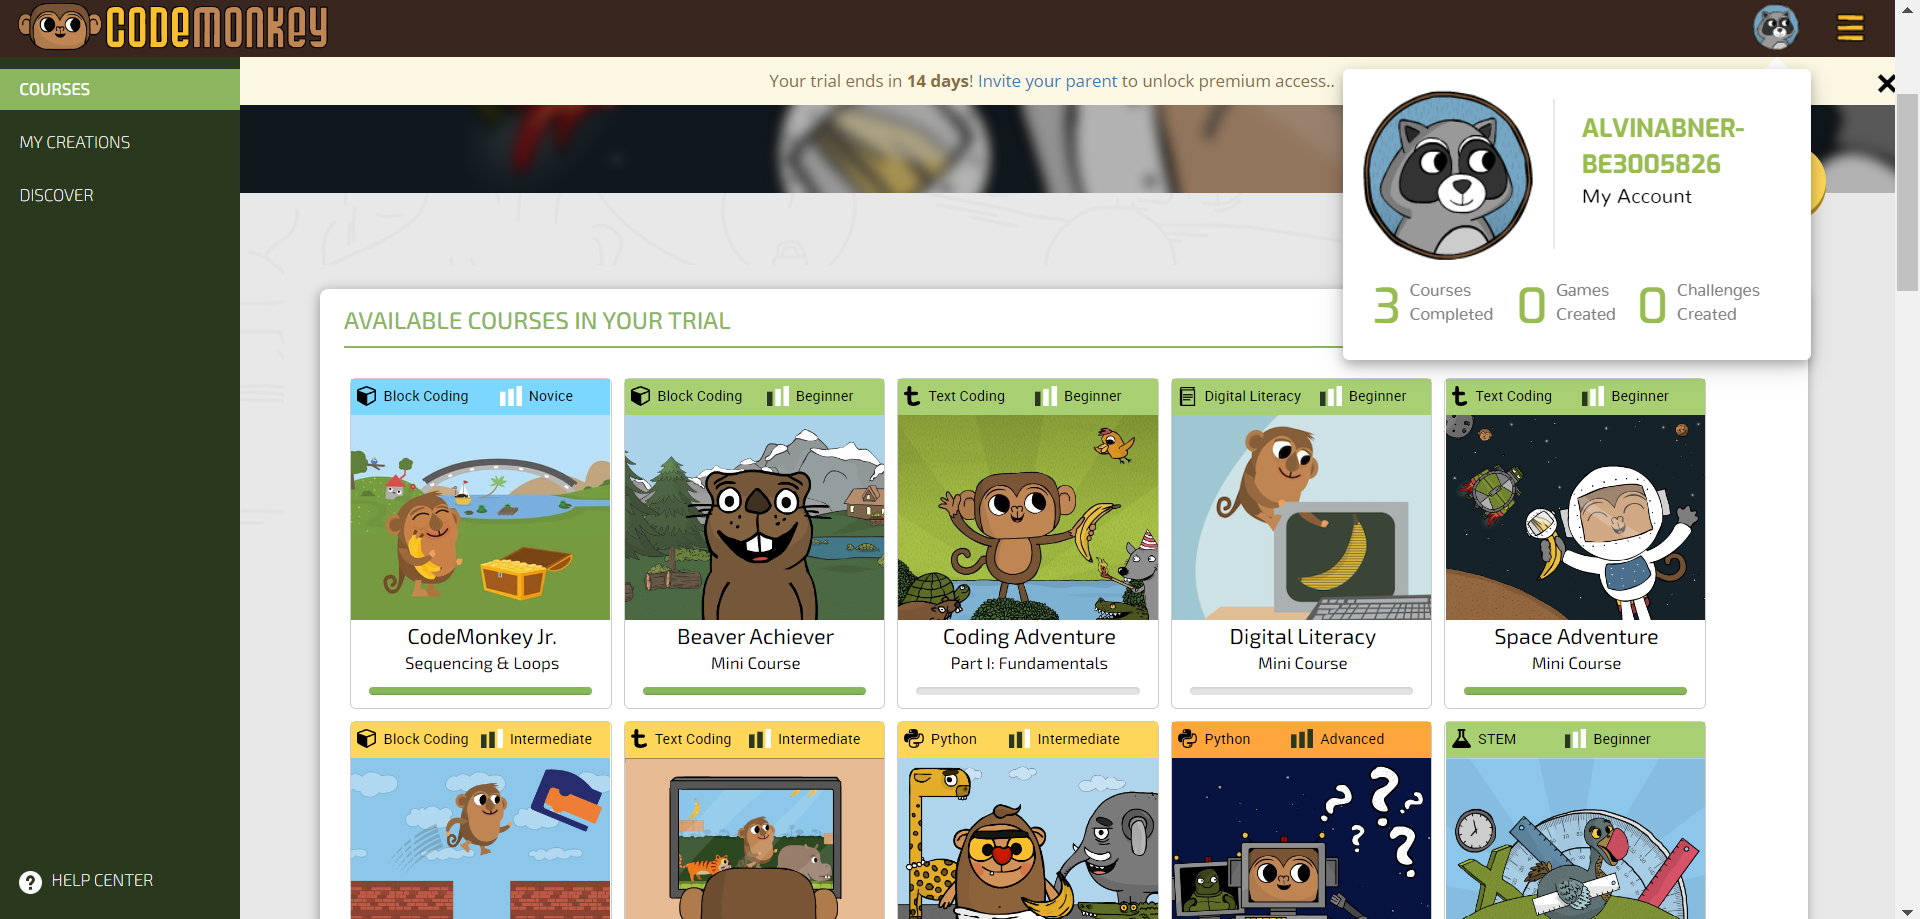 CODEMONKEY
COURSES
MY CREATIONS
DISCOVER
HELP CENTER
Your trial ends in 14 days! Invite your parent to unlock premium access..
ALVINABNER-
BE3005826
My Account
3 Courses Completed
0 Games Created
0 Challenges Created
AVAILABLE COURSES IN YOUR TRIAL
Block Coding Novice
CodeMonkey Jr.
Sequencing & Loops
Block Coding Beginner
Beaver Achiever
Mini Course
Text Coding Beginner
Coding Adventure
Part I: Fundamentals
Digital Literacy Beginner
Digital Literacy
Mini Course
Text Coding Beginner
Space Adventure
Mini Course
Block Coding Intermediate
Text Coding Intermediate
Python Intermediate
Python Advanced
? ? ? ? ?
STEM Beginner